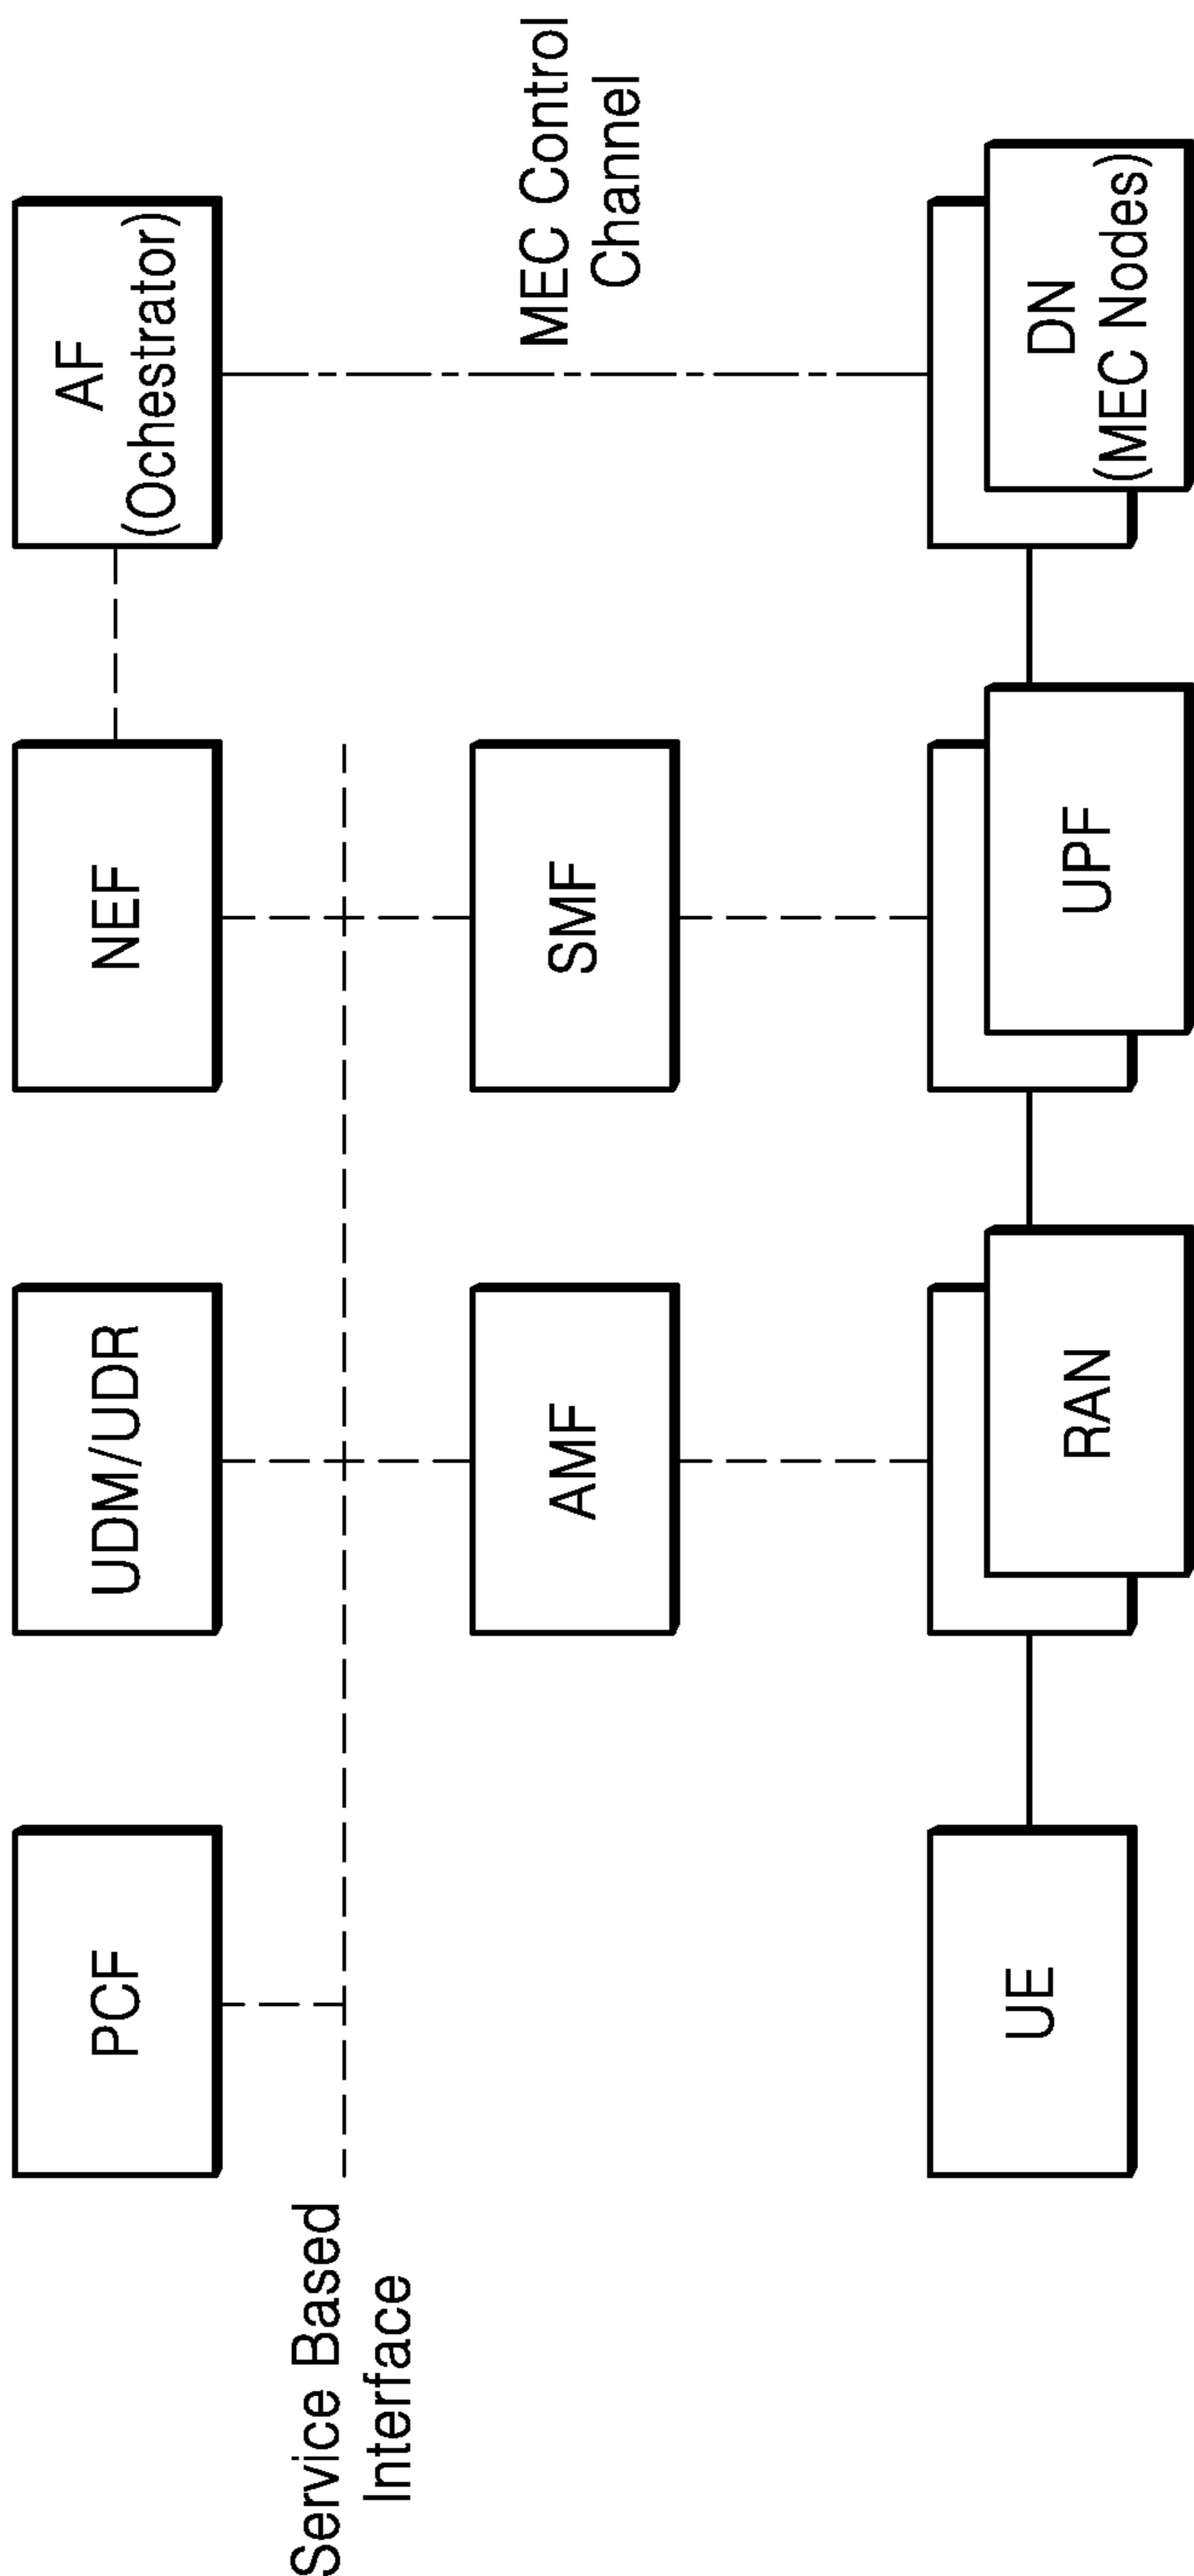 PCF
UDM/UDR
NEF
AF
(Ochestrator)
Service Based
Interface
AMF
SMF
MEC Control
Channel
UE
RAN
UPF
DN
(MEC Nodes)